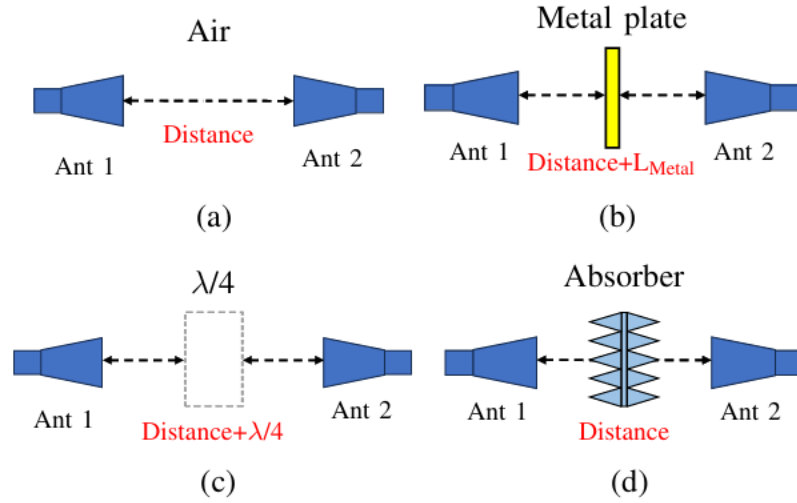 Air
Distance
Ant 1
Ant 2
(a)
Metal plate
Ant 1
Distance+L_Metal
Ant 2
(b)
λ/4
Ant 1
Distance+λ/4
Ant 2
(c)
Absorber
Ant 1
Distance
Ant 2
(d)